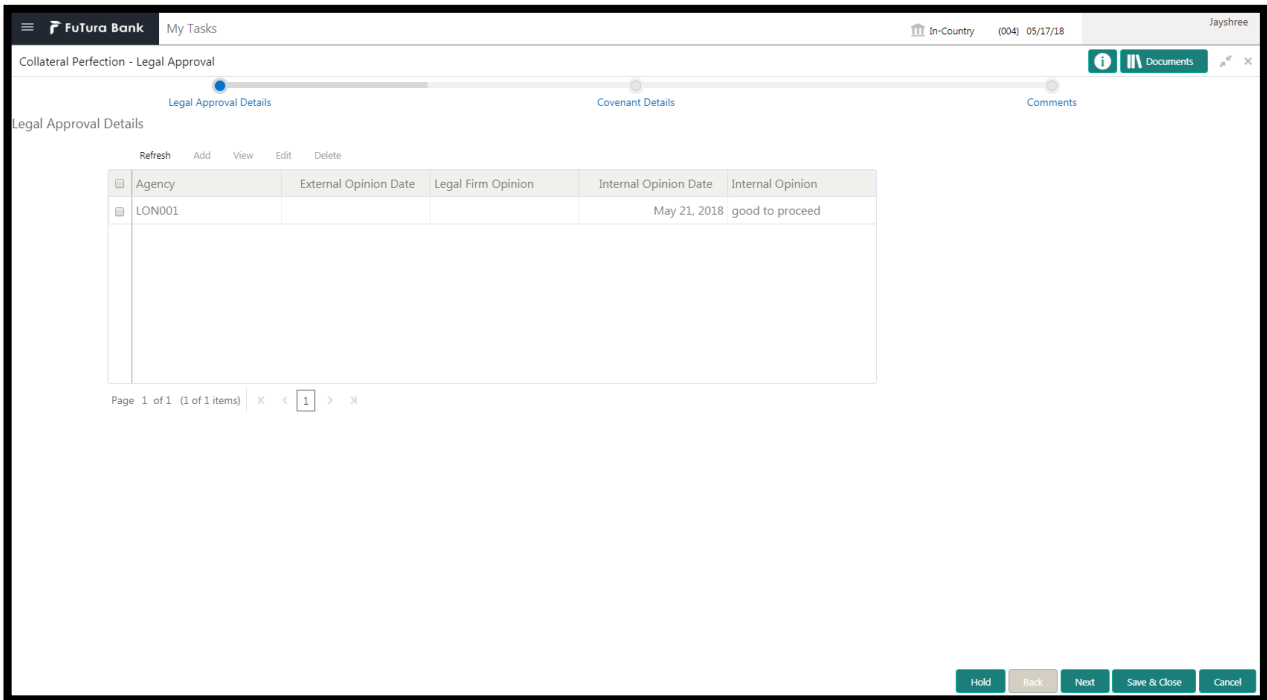 FuTura Bank My Tasks In-Country (004) 05/17/18 Jayshree
Collateral Perfection - Legal Approval Documents
Legal Approval Details Covenant Details Comments
Legal Approval Details
Refresh Add View Edit Delete
Agency External Opinion Date Legal Firm Opinion Internal Opinion Date Internal Opinion
LON001 May 21, 2018 good to proceed
Page 1 of 1 (1 of 1 items) 1
Hold Back Next Save & Close Cancel